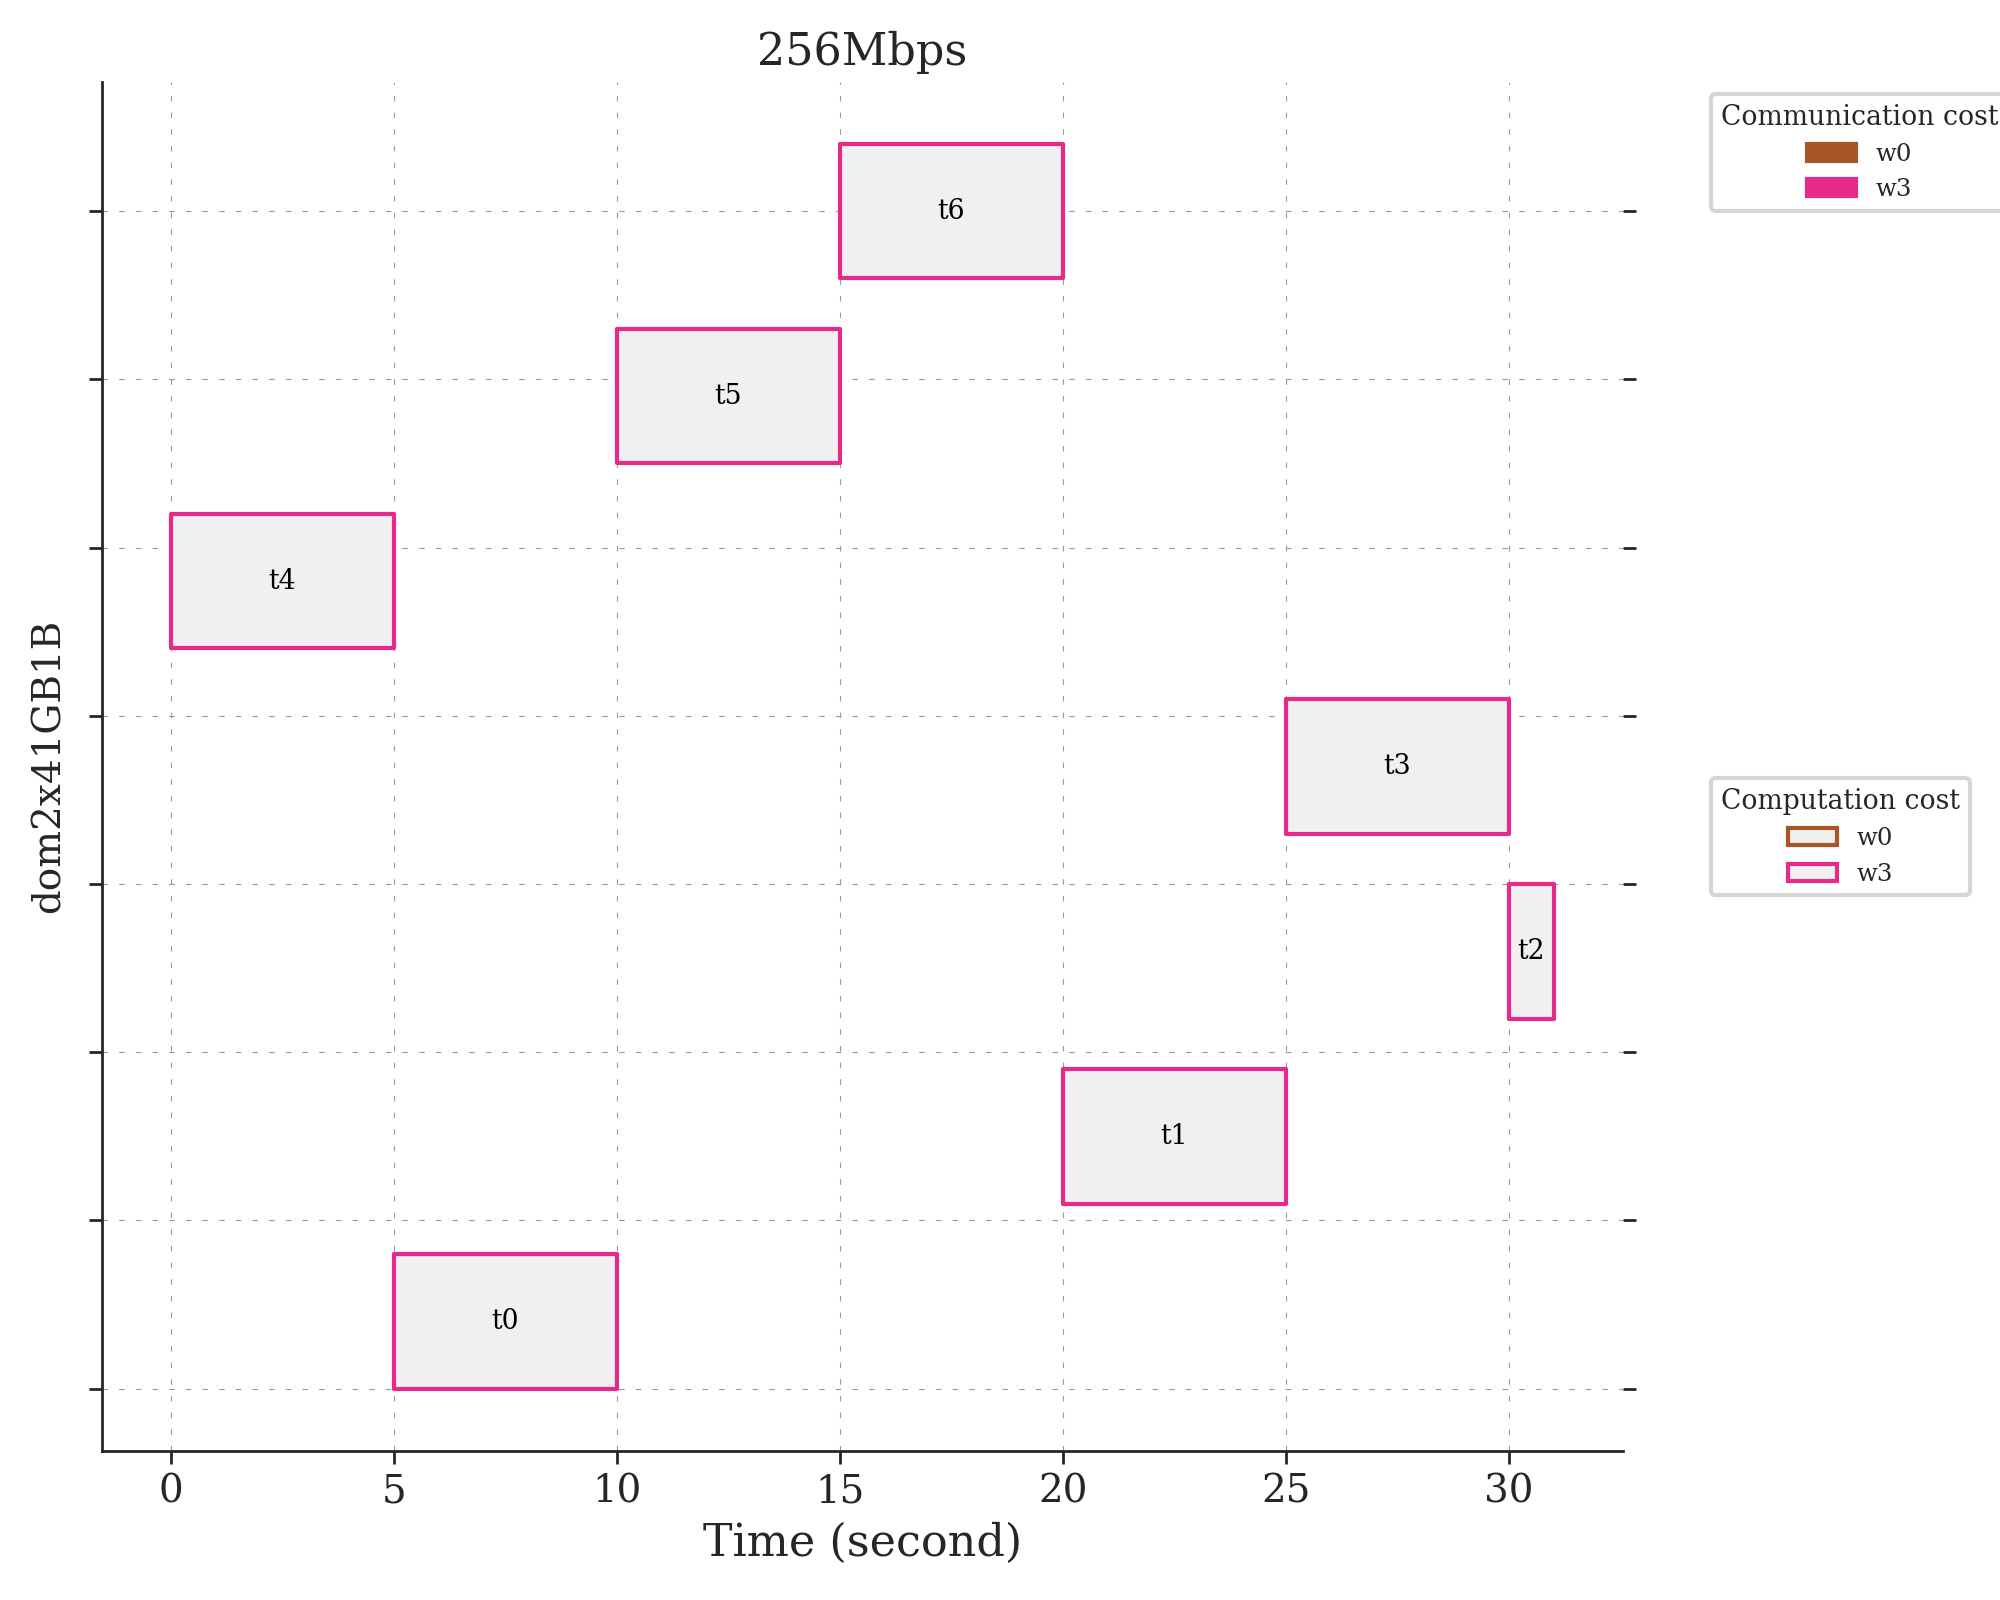 256Mbps
Communication cost
w0
w3
t6
t5
t4
t3
t2
t1
t0
dom2x41GB1B
Computation cost
w0
w3
0 5 10 15 20 25 30
Time (second)